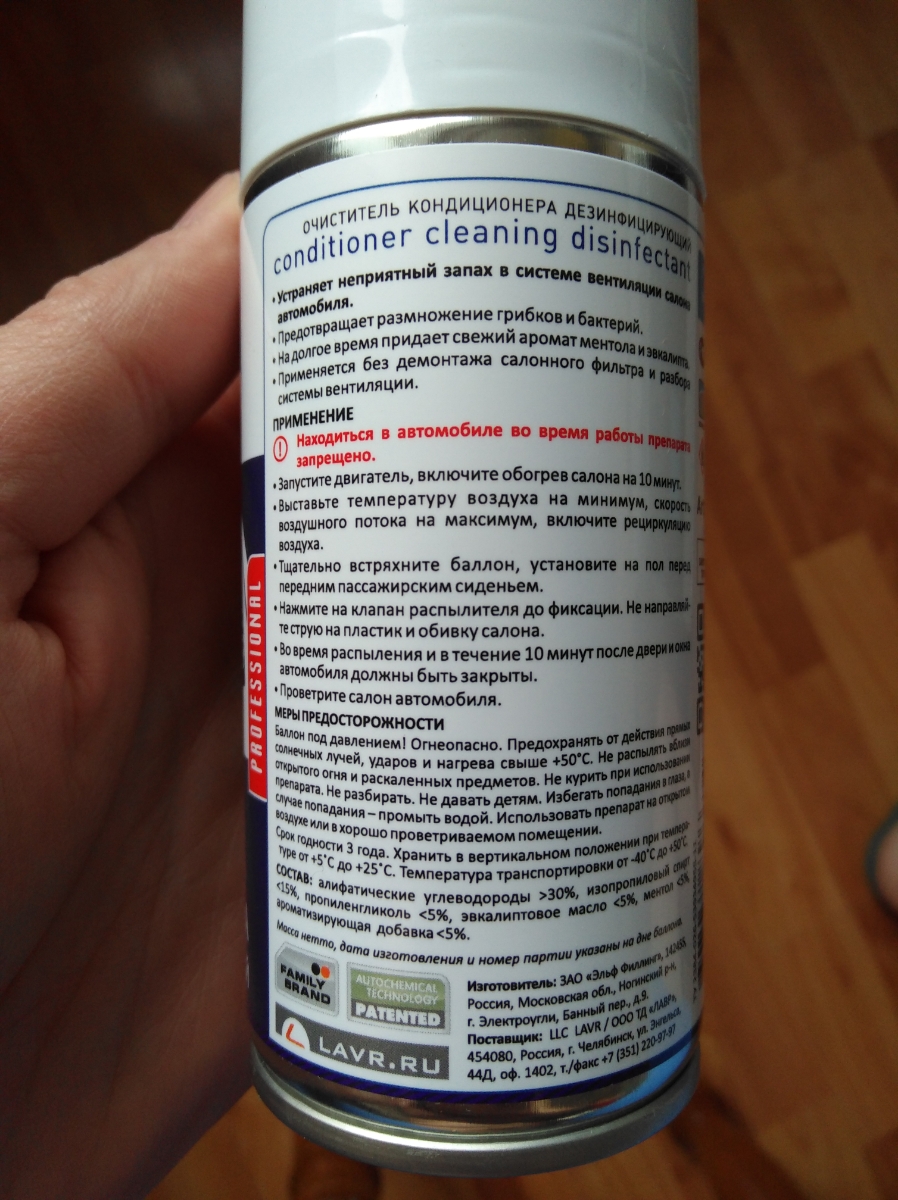 ОЧИСТИТЕЛЬ КОНДИЦИОНЕРА ДЕЗИНФИЦИРУЮЩИЙ
conditioner cleaning disinfectant
• Устраняет неприятный запах в системе вентиляции салона
автомобиля.
• Предотвращает размножение грибков и бактерий.
• На долгое время придает свежий аромат ментола и эвкалипта.
• Применяется без демонтажа салонного фильтра и разбора
системы вентиляции.
ПРИМЕНЕНИЕ
! Находиться в автомобиле во время работы препарата
запрещено.
• Запустите двигатель, включите обогрев салона на 10 минут.
• Выставьте температуру воздуха на минимум, скорость
воздушного потока на максимум, включите рециркуляцию
воздуха.
• Тщательно встряхните баллон, установите на пол перед
передним пассажирским сиденьем.
• Нажмите на клапан распылителя до фиксации. Не направляй-
те струю на пластик и обивку салона.
• Во время распыления и в течение 10 минут после двери и окна
автомобиля должны быть закрыты.
• Проветрите салон автомобиля.
МЕРЫ ПРЕДОСТОРОЖНОСТИ
Баллон под давлением! Огнеопасно. Предохранять от действия прямых
солнечных лучей, ударов и нагрева свыше +50°С. Не распылять вблизи
открытого огня и раскаленных предметов. Не курить при использовании
препарата. Не разбирать. Не давать детям. Избегать попадания в глаза, в
случае попадания – промыть водой. Использовать препарат на открытом
воздухе или в хорошо проветриваемом помещении.
Срок годности 3 года. Хранить в вертикальном положении при темпера-
туре от +5°С до +25°С. Температура транспортировки от -40°С до +50°С.
СОСТАВ: алифатические углеводороды >30%, изопропиловый спирт
<15%, пропиленгликоль <5%, эвкалиптовое масло <5%, ментол <5%,
ароматизирующая добавка <5%.
Масса нетто, дата изготовления и номер партии указаны на дне баллона.
FAMILY
BRAND
AUTOCHEMICAL
TECHNOLOGY
PATENTED
LAVR.RU
Изготовитель: ЗАО «Эльф Филлинг», 142455,
Россия, Московская обл., Ногинский р-н,
г. Электроугли, Банный пер., д.9.
Поставщик: LLC LAVR / ООО ТД «ЛАВР»,
454080, Россия, г. Челябинск, ул. Энгельса,
44Д, оф. 1402, т./факс +7 (351) 220-97-97
PROFESSIONAL